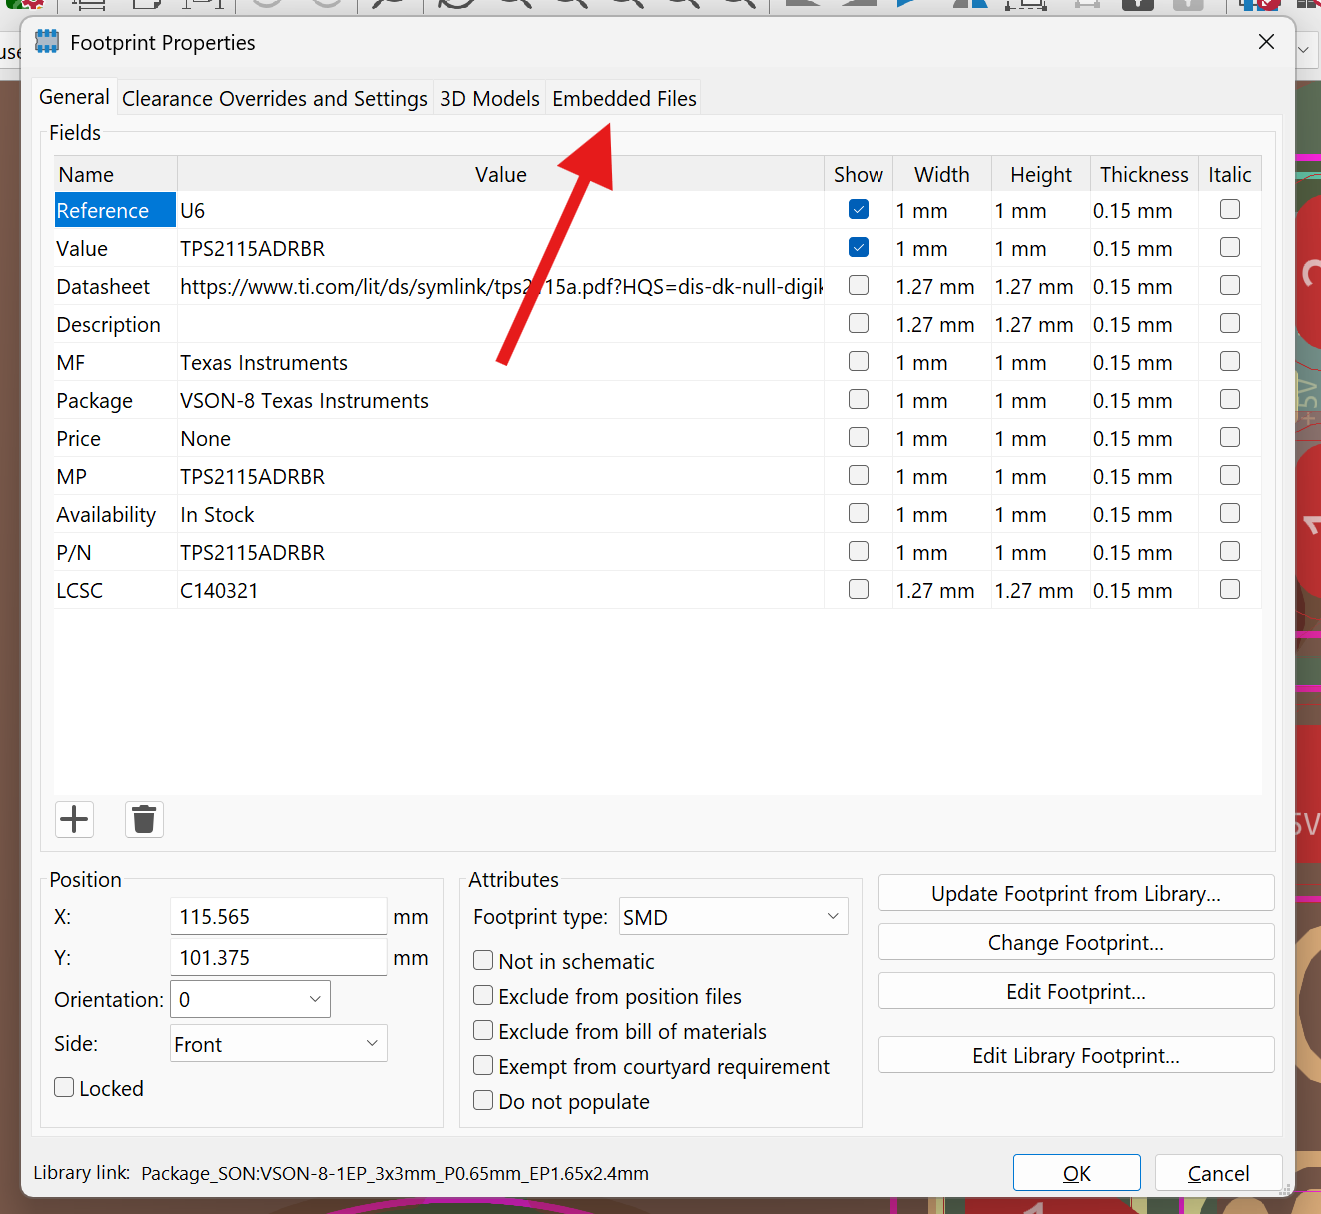 use
Footprint Properties
General Clearance Overrides and Settings 3D Models Embedded Files
Fields
Name Value Show Width Height Thickness Italic
Reference U6 1 mm 1 mm 0.15 mm
Value TPS2115ADRBR 1 mm 1 mm 0.15 mm
Datasheet https://www.ti.com/lit/ds/symlink/tps2115a.pdf?HQS=dis-dk-null-digik 1.27 mm 1.27 mm 0.15 mm
Description 1.27 mm 1.27 mm 0.15 mm
MF Texas Instruments 1 mm 1 mm 0.15 mm
Package VSON-8 Texas Instruments 1 mm 1 mm 0.15 mm
Price None 1 mm 1 mm 0.15 mm
MP TPS2115ADRBR 1 mm 1 mm 0.15 mm
Availability In Stock 1 mm 1 mm 0.15 mm
P/N TPS2115ADRBR 1 mm 1 mm 0.15 mm
LCSC C140321 1.27 mm 1.27 mm 0.15 mm
+5V
5V
Position
X: 115.565 mm
Y: 101.375 mm
Orientation: 0
Side: Front
Locked
Attributes
Footprint type: SMD
Not in schematic
Exclude from position files
Exclude from bill of materials
Exempt from courtyard requirement
Do not populate
Update Footprint from Library...
Change Footprint...
Edit Footprint...
Edit Library Footprint...
Library link: Package_SON:VSON-8-1EP_3x3mm_P0.65mm_EP1.65x2.4mm
OK Cancel
1